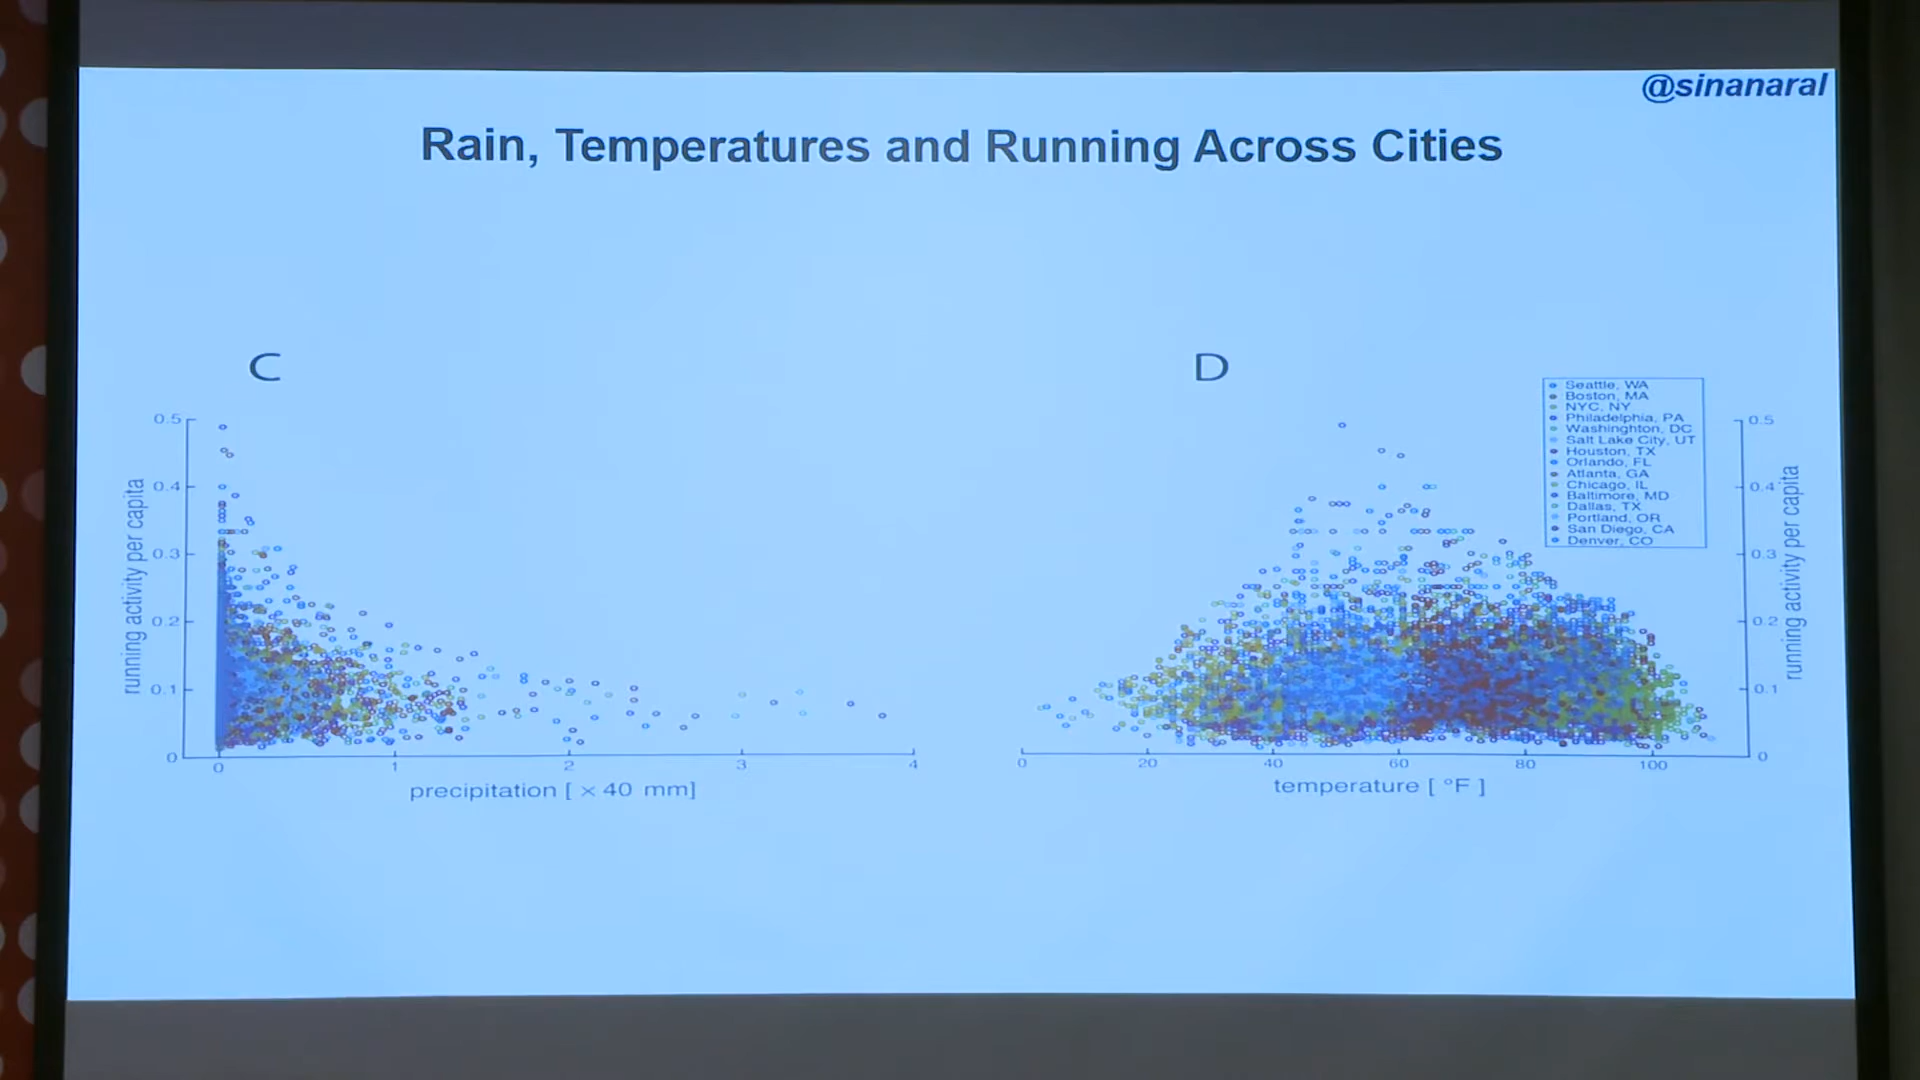 @sinanaral
Rain, Temperatures and Running Across Cities
C
D
0.5
0.4
0.3
0.2
0.1
0
running activity per capita
0
1
2
3
4
precipitation [ × 40 mm]
Seattle, WA
Boston, MA
NYC, NY
Philadelphia, PA
Washinghton, DC
Salt Lake City, UT
Houston, TX
Orlando, FL
Atlanta, GA
Chicago, IL
Baltimore, MD
Dallas, TX
Portland, OR
San Diego, CA
Denver, CO
0.5
0.4
0.3
0.2
0.1
0
running activity per capita
0
20
40
60
80
100
temperature [ °F ]